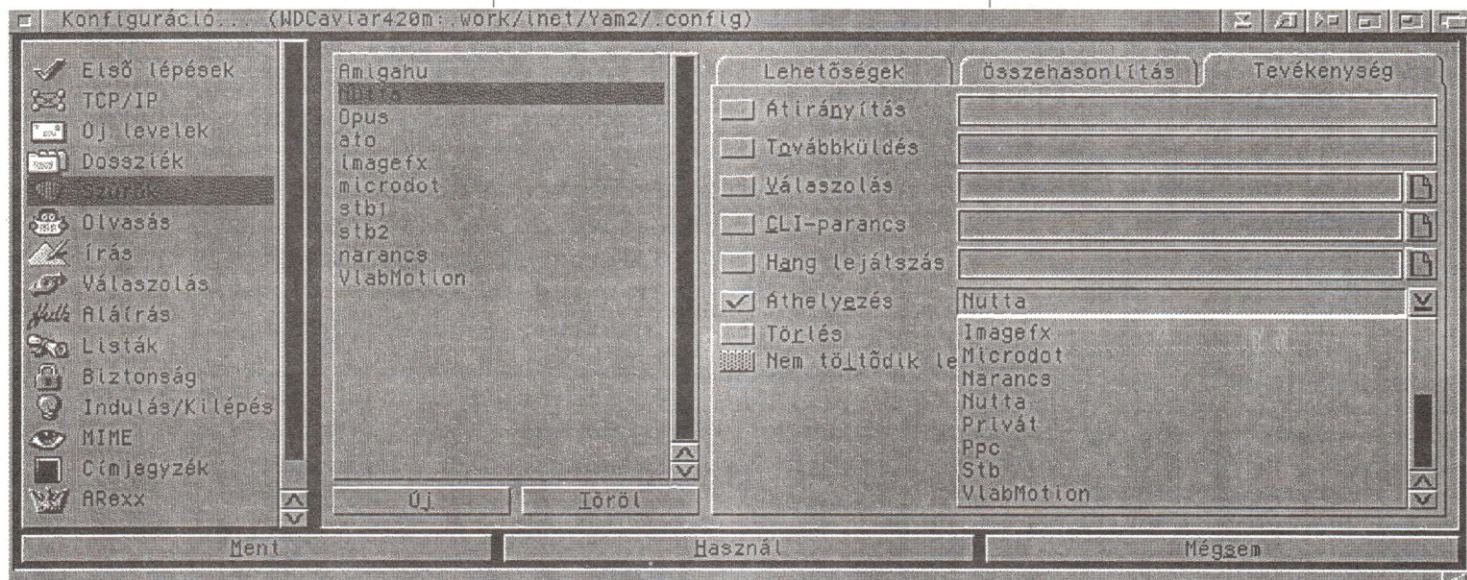 Konfiguráció... (WDCaviar420m:.work/inet/Yam2/.config)
Első lépések
TCP/IP
Új levelek
Dossziék
Szűrők
Olvasás
Írás
Válaszolás
Aláírás
Listák
Biztonság
Indulás/Kilépés
MIME
Címjegyzék
ARexx
Amigahu
Nutta
Opus
ato
imagefx
microdot
stb1
stb2
narancs
VlabMotion
Új
Töröl
Lehetőségek
Összehasonlítás
Tevékenység
Átirányítás
Továbbküldés
Válaszolás
CLI-parancs
Hang lejátszás
Áthelyezés
Nutta
Törlés
Nem töltődik le
Imagefx
Microdot
Narancs
Nutta
Privát
Ppc
Stb
VlabMotion
Ment
Használ
Mégsem